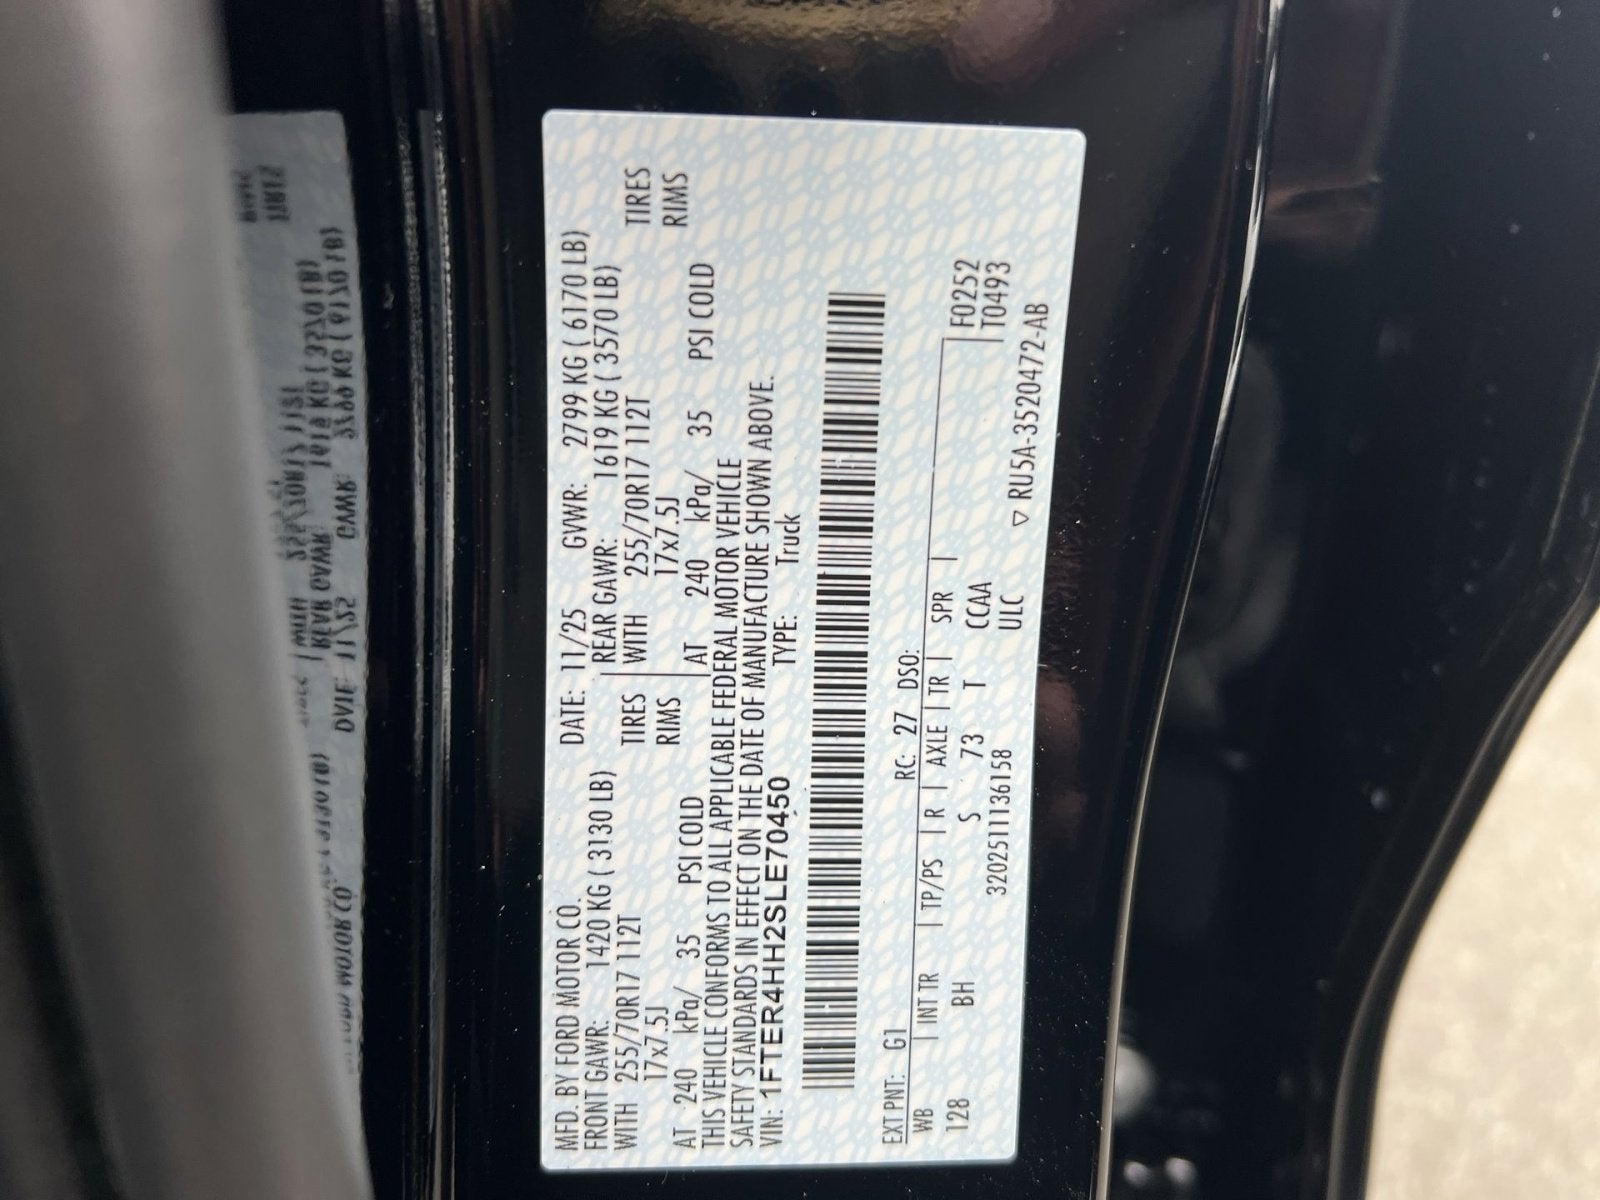 MFD. BY FORD MOTOR CO. DATE: 11/25 GVWR: 2799 KG ( 6170 LB)
FRONT GAWR: 1420 KG ( 3130 LB) REAR GAWR: 1619 KG ( 3570 LB)
WITH 255/70R17 112T TIRES WITH 255/70R17 112T TIRES
17x7.5J RIMS 17x7.5J RIMS
AT 240 kPa/ 35 PSI COLD AT 240 kPa/ 35 PSI COLD
THIS VEHICLE CONFORMS TO ALL APPLICABLE FEDERAL MOTOR VEHICLE
SAFETY STANDARDS IN EFFECT ON THE DATE OF MANUFACTURE SHOWN ABOVE.
VIN: 1FTER4HH2SLE70450 TYPE: Truck
EXT PNT: G1 RC: 27 DSO:
WB INT TR TP/PS R AXLE TR SPR F0252
128 BH S 73 T CCAA T0493
3202511136158 ULC
▽ RU5A-3520472-AB